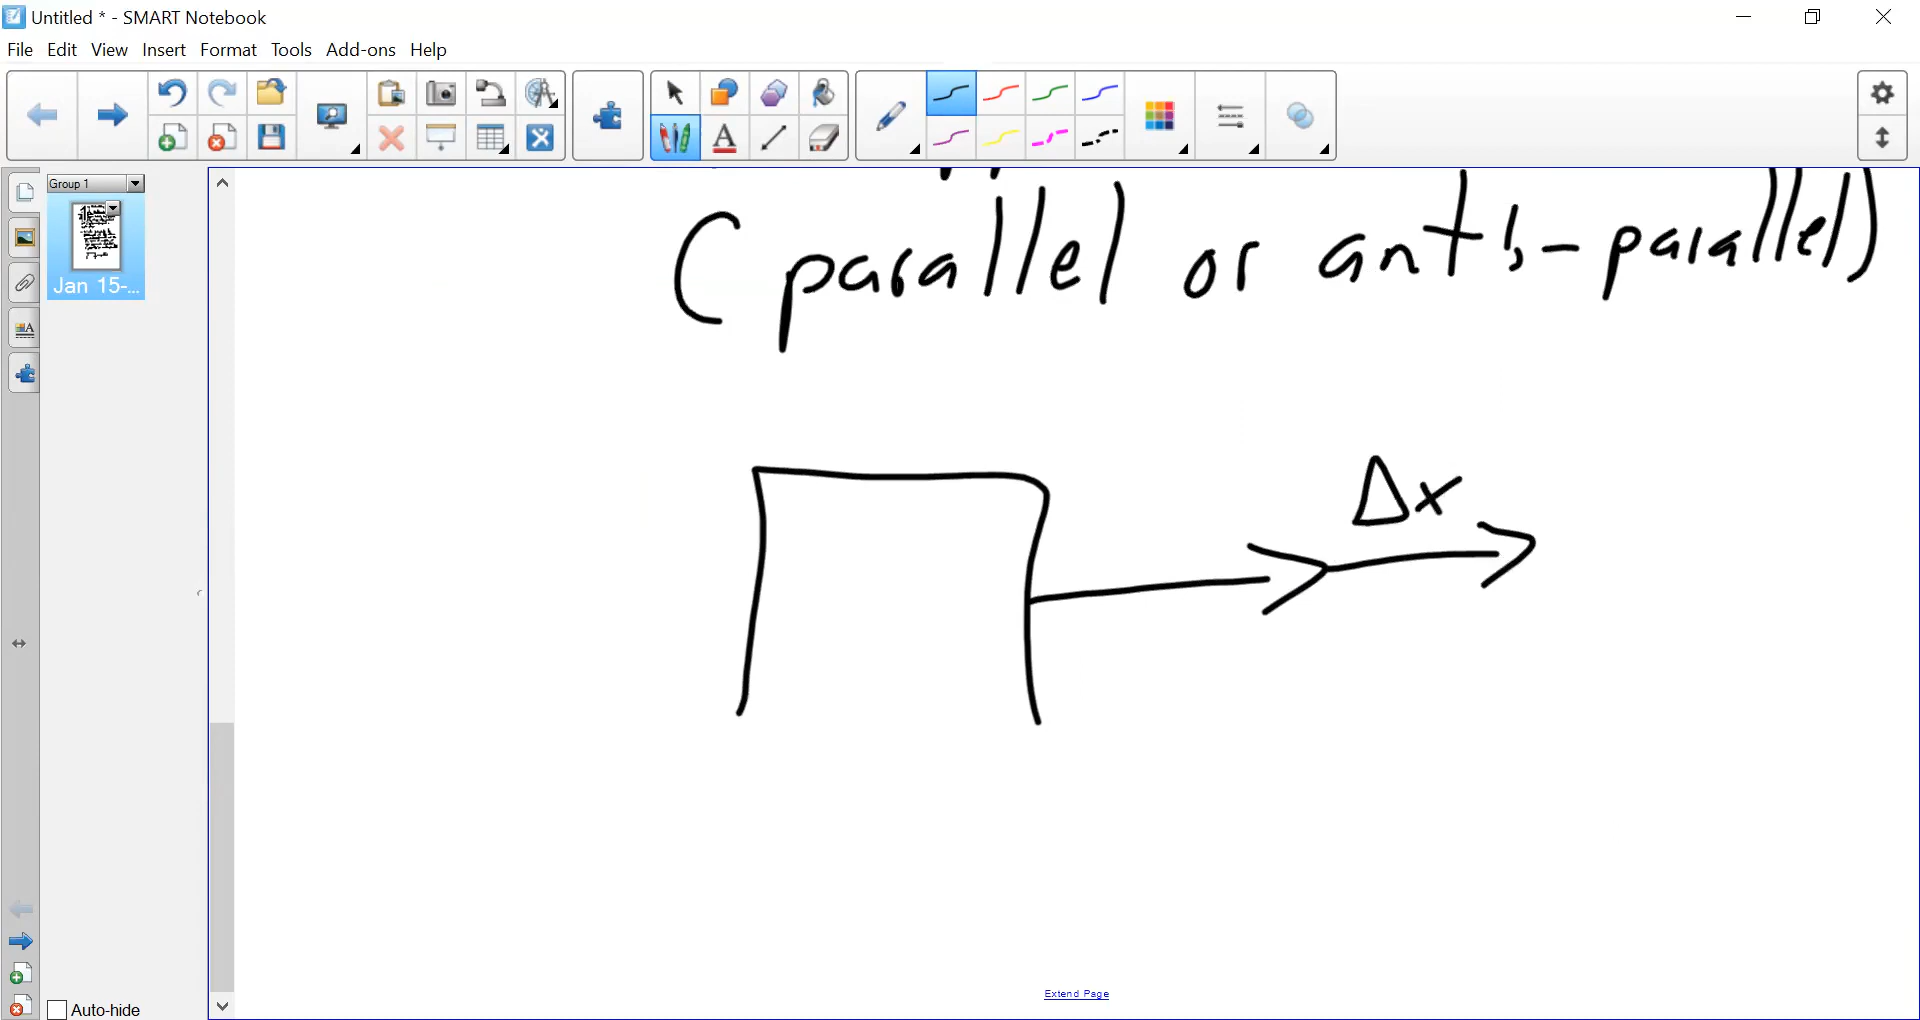 Untitled * - SMART Notebook
File Edit View Insert Format Tools Add-ons Help
Group 1
Jan 15-...
(parallel or anti-parallel)
Δx
Extend Page
Auto-hide